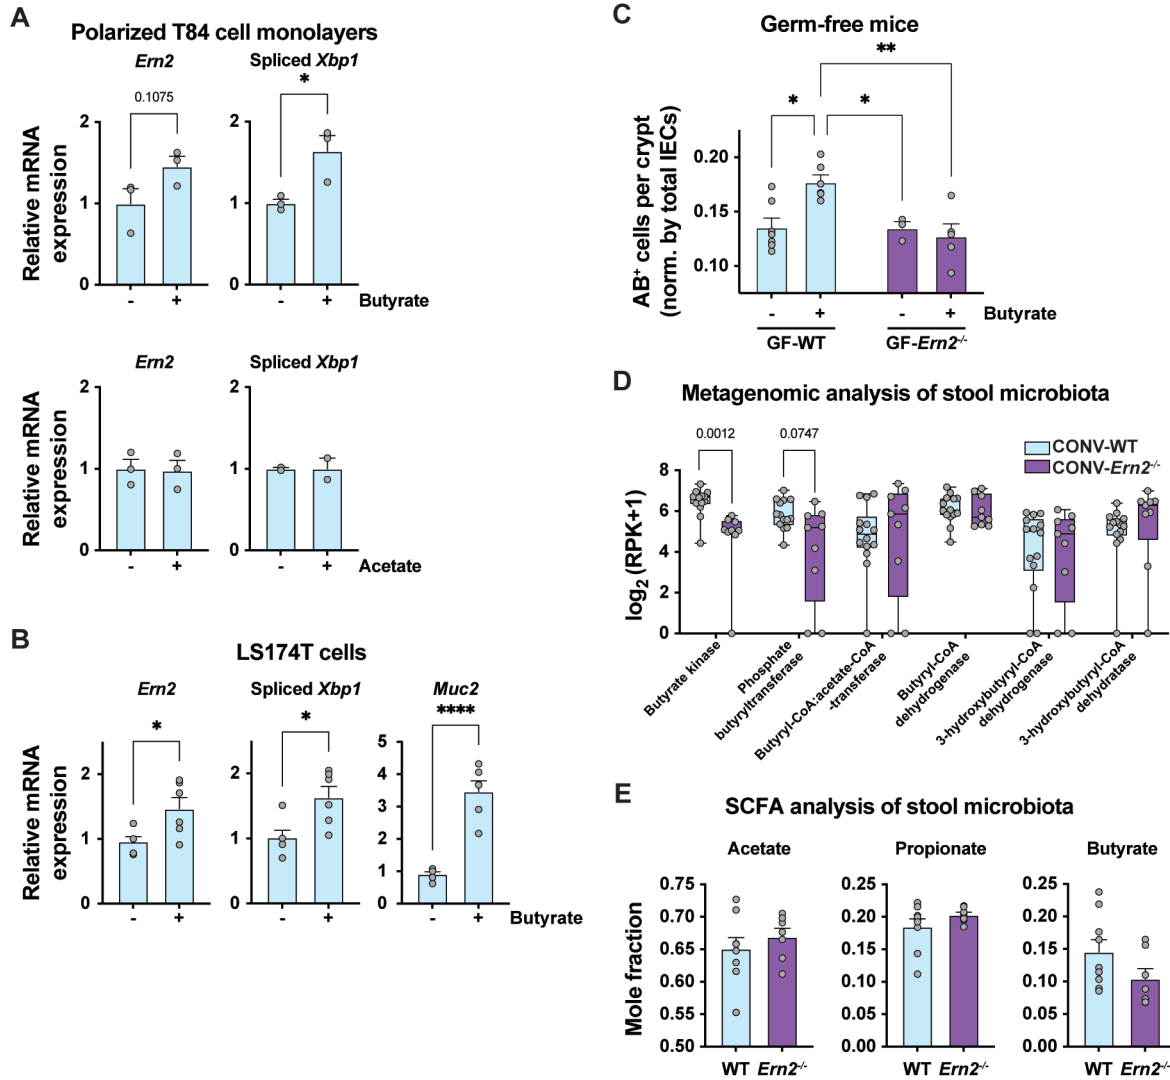 A
Polarized T84 cell monolayers
Ern2
Spliced Xbp1
0.1075
*
Relative mRNA
expression
2
1
0
2
1
0
- +
- +
Butyrate
Ern2
Spliced Xbp1
Relative mRNA
expression
2
1
0
2
1
0
- +
- +
Acetate
B
LS174T cells
Ern2
Spliced Xbp1
Muc2
*
*
****
Relative mRNA
expression
2
1
0
2
1
0
5
4
3
2
1
0
- +
- +
- +
Butyrate
C
Germ-free mice
**
*
*
AB+ cells per crypt
(norm. by total IECs)
0.20
0.15
0.10
- + - +
Butyrate
GF-WT
GF-Ern2-/-
D
Metagenomic analysis of stool microbiota
0.0012
0.0747
CONV-WT
CONV-Ern2-/-
log2 (RPK+1)
8
6
4
2
0
Butyrate kinase
Phosphate
butyryltransferase
Butyryl-CoA:acetate-CoA
-transferase
Butyryl-CoA
dehydrogenase
3-hydroxybutyryl-CoA
dehydrogenase
3-hydroxybutyryl-CoA
dehydratase
E
SCFA analysis of stool microbiota
Acetate
Propionate
Butyrate
Mole fraction
0.75
0.70
0.65
0.60
0.55
0.50
0.25
0.20
0.15
0.10
0.05
0.00
0.25
0.20
0.15
0.10
0.05
0.00
WT Ern2-/-
WT Ern2-/-
WT Ern2-/-